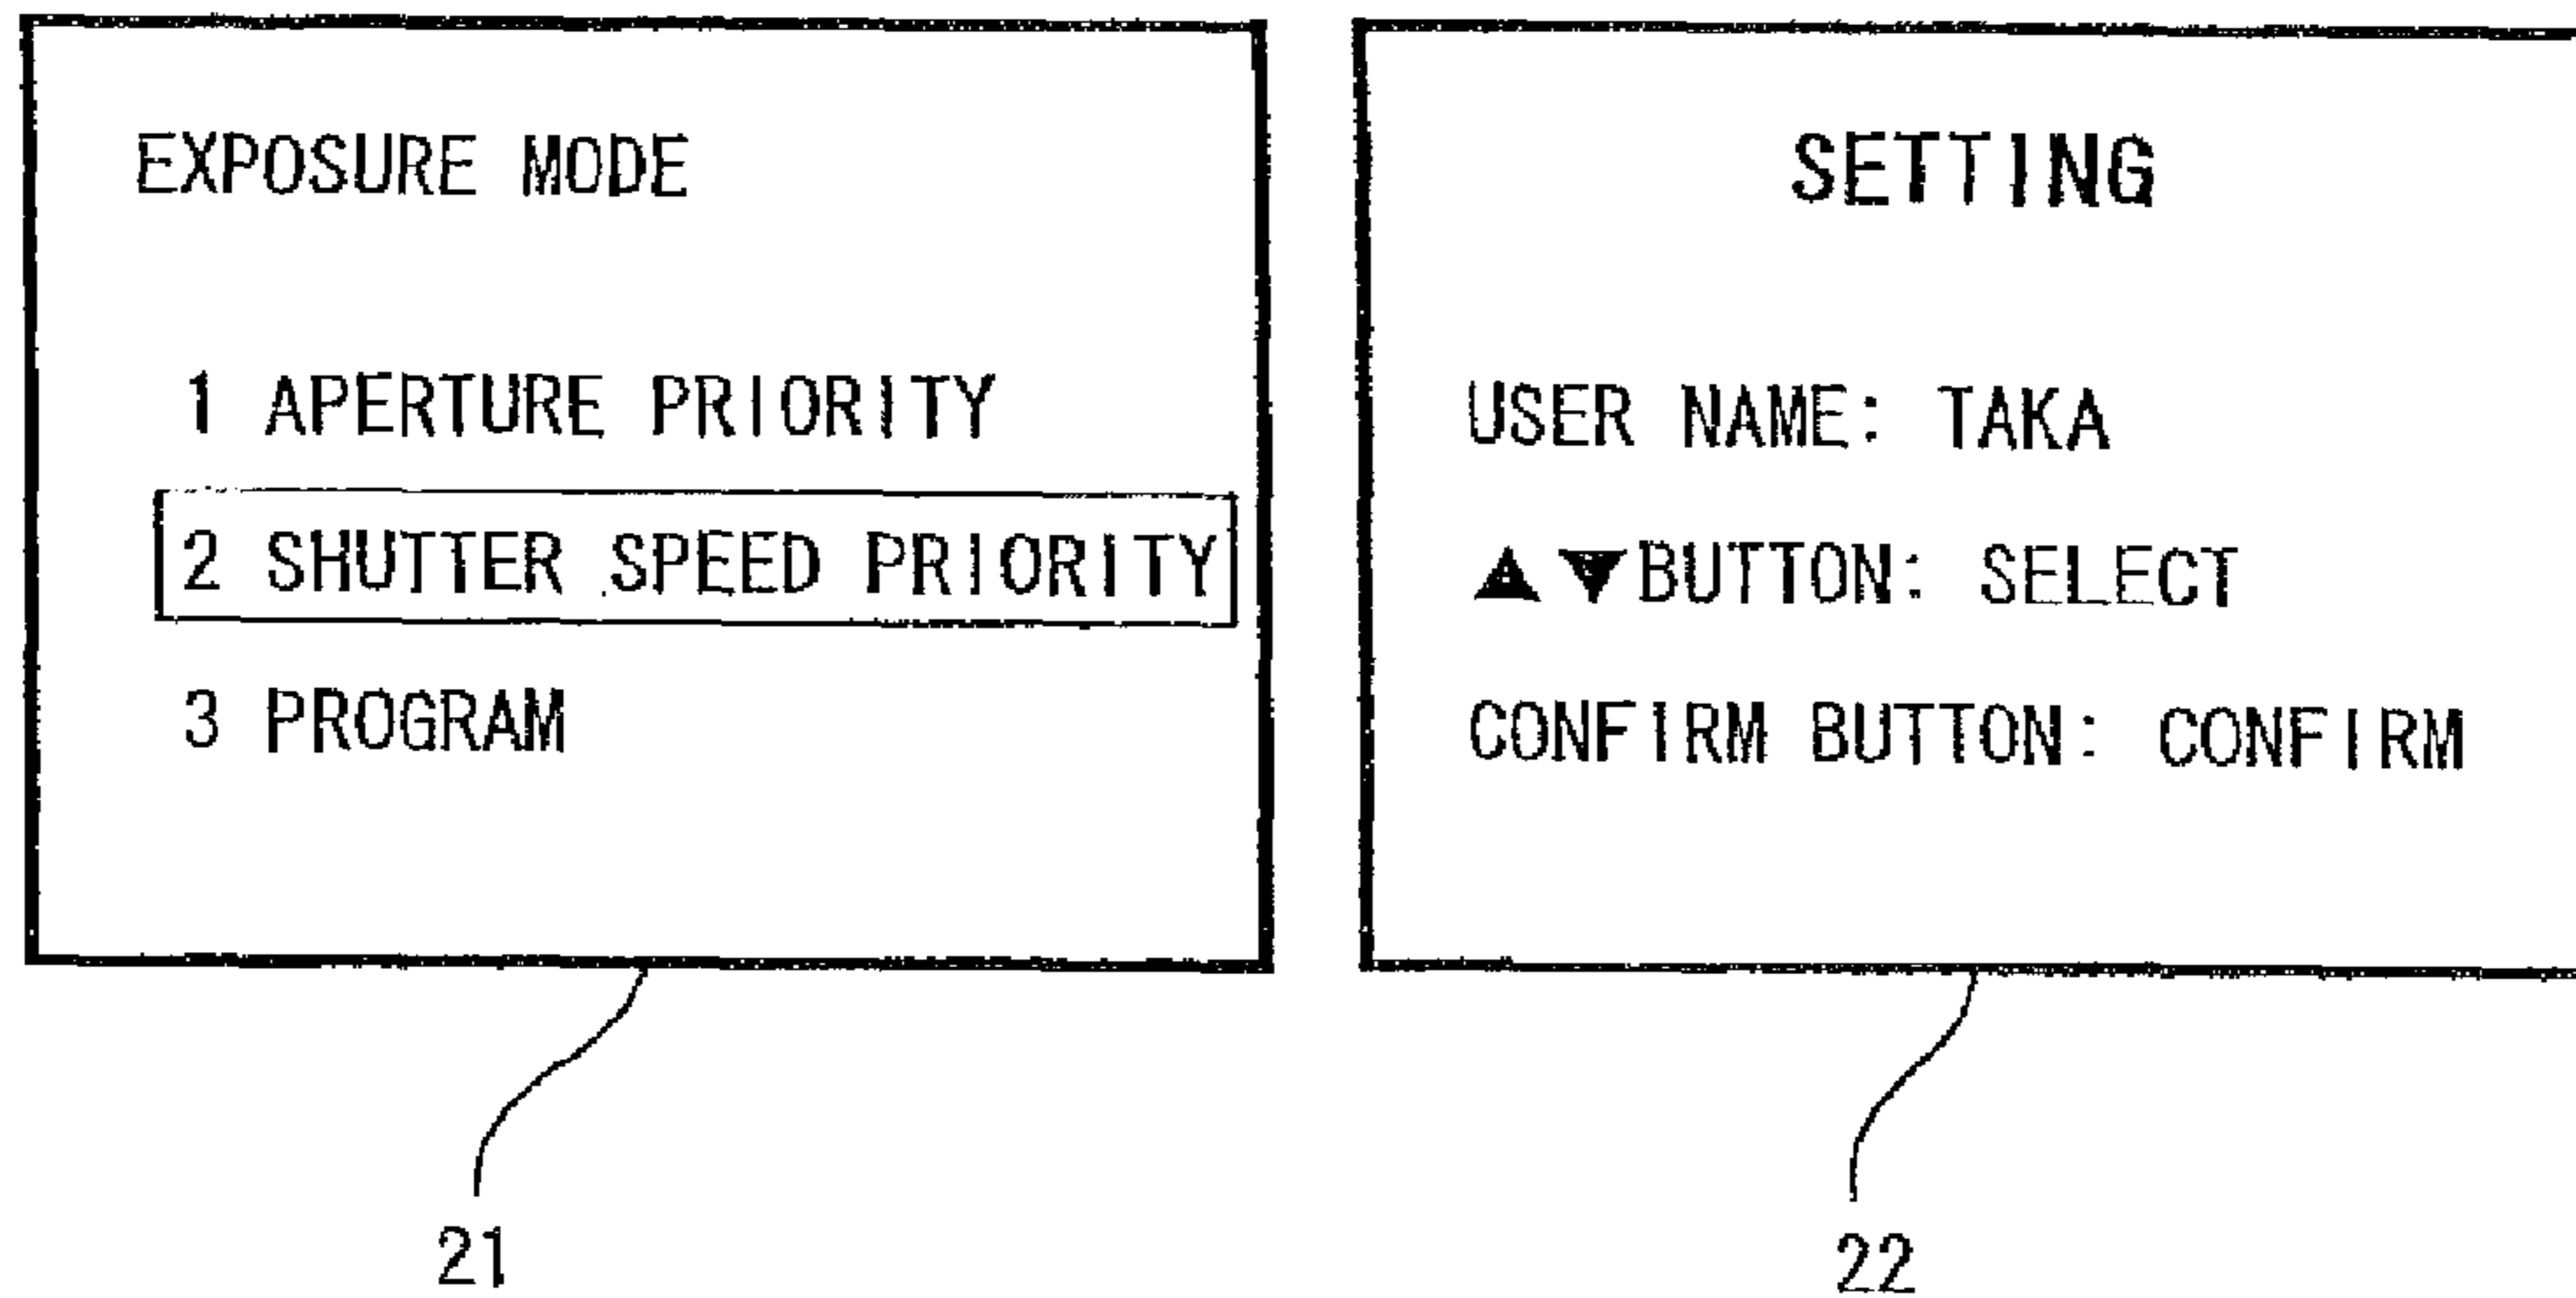 EXPOSURE MODE
1 APERTURE PRIORITY
2 SHUTTER SPEED PRIORITY
3 PROGRAM
21
SETTING
USER NAME: TAKA
▲▼BUTTON: SELECT
CONFIRM BUTTON: CONFIRM
22